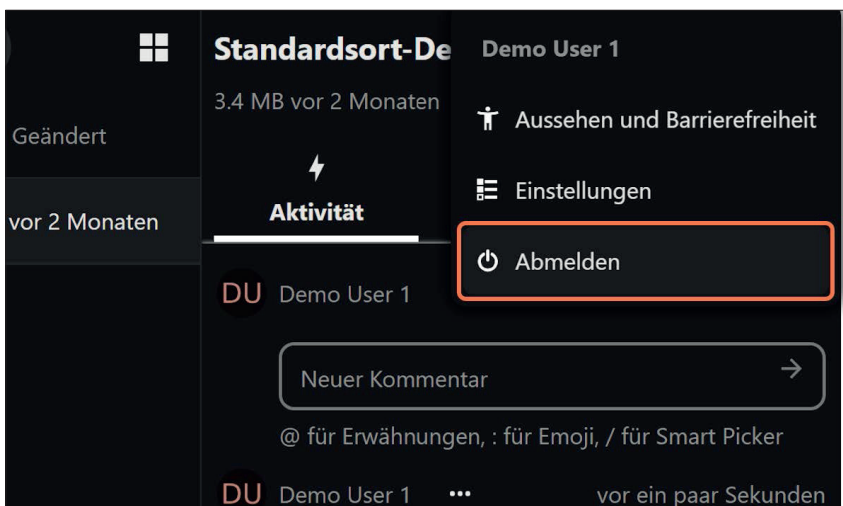 Geändert
vor 2 Monaten
Standardsort-De
3.4 MB vor 2 Monaten
Aktivität
Demo User 1
Aussehen und Barrierefreiheit
Einstellungen
Abmelden
DU Demo User 1
Neuer Kommentar
@ für Erwähnungen, : für Emoji, / für Smart Picker
DU Demo User 1 ••• vor ein paar Sekunden